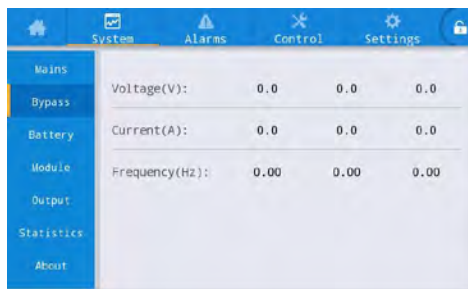 System Alarms Control Settings
Mains
Bypass
Battery
Module
Output
Statistics
About
Voltage(V): 0.0 0.0 0.0
Current(A): 0.0 0.0 0.0
Frequency(Hz): 0.00 0.00 0.00